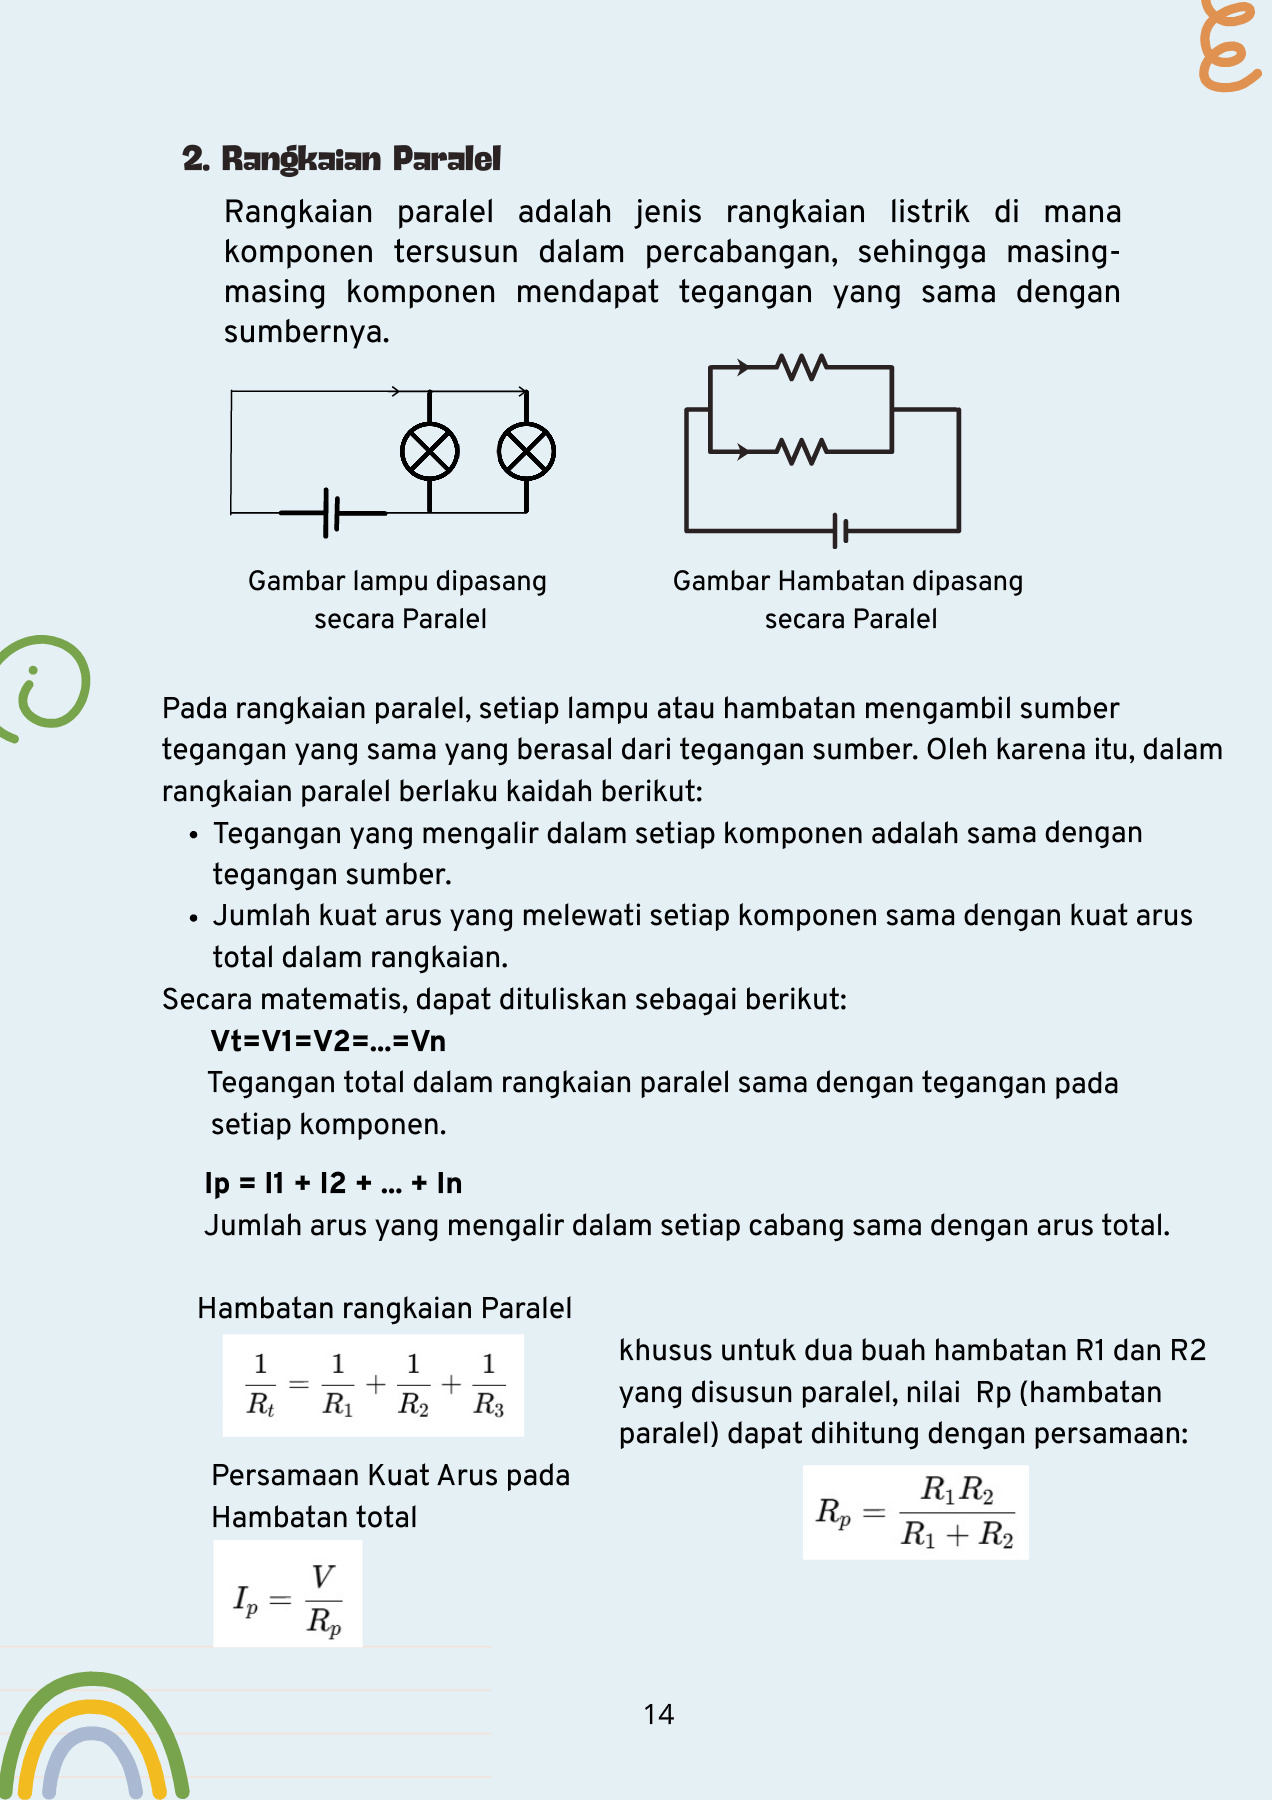 2. Rangkaian Paralel
Rangkaian paralel adalah jenis rangkaian listrik di mana
komponen tersusun dalam percabangan, sehingga masing-
masing komponen mendapat tegangan yang sama dengan
sumbernya.
Gambar lampu dipasang
secara Paralel
Gambar Hambatan dipasang
secara Paralel
Pada rangkaian paralel, setiap lampu atau hambatan mengambil sumber
tegangan yang sama yang berasal dari tegangan sumber. Oleh karena itu, dalam
rangkaian paralel berlaku kaidah berikut:
• Tegangan yang mengalir dalam setiap komponen adalah sama dengan
tegangan sumber.
• Jumlah kuat arus yang melewati setiap komponen sama dengan kuat arus
total dalam rangkaian.
Secara matematis, dapat dituliskan sebagai berikut:
Vt=V1=V2=...=Vn
Tegangan total dalam rangkaian paralel sama dengan tegangan pada
setiap komponen.
Ip = I1 + I2 + ... + In
Jumlah arus yang mengalir dalam setiap cabang sama dengan arus total.
Hambatan rangkaian Paralel
1/R_t = 1/R_1 + 1/R_2 + 1/R_3
Persamaan Kuat Arus pada
Hambatan total
I_p = V/R_p
khusus untuk dua buah hambatan R1 dan R2
yang disusun paralel, nilai  Rp (hambatan
paralel) dapat dihitung dengan persamaan:
R_p = R_1 R_2/(R_1 + R_2)
14